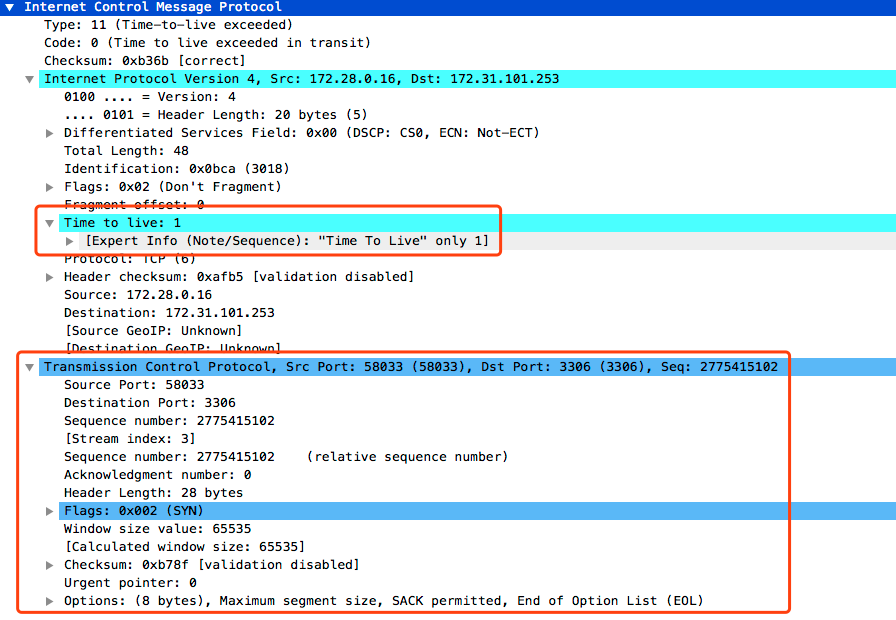 Internet Control Message Protocol
Type: 11 (Time-to-live exceeded)
Code: 0 (Time to live exceeded in transit)
Checksum: 0xb36b [correct]
Internet Protocol Version 4, Src: 172.28.0.16, Dst: 172.31.101.253
0100 .... = Version: 4
.... 0101 = Header Length: 20 bytes (5)
Differentiated Services Field: 0x00 (DSCP: CS0, ECN: Not-ECT)
Total Length: 48
Identification: 0x0bca (3018)
Flags: 0x02 (Don't Fragment)
Fragment offset: 0
Time to live: 1
[Expert Info (Note/Sequence): "Time To Live" only 1]
Protocol: TCP (6)
Header checksum: 0xafb5 [validation disabled]
Source: 172.28.0.16
Destination: 172.31.101.253
[Source GeoIP: Unknown]
[Destination GeoIP: Unknown]
Transmission Control Protocol, Src Port: 58033 (58033), Dst Port: 3306 (3306), Seq: 2775415102
Source Port: 58033
Destination Port: 3306
Sequence number: 2775415102
[Stream index: 3]
Sequence number: 2775415102    (relative sequence number)
Acknowledgment number: 0
Header Length: 28 bytes
Flags: 0x002 (SYN)
Window size value: 65535
[Calculated window size: 65535]
Checksum: 0xb78f [validation disabled]
Urgent pointer: 0
Options: (8 bytes), Maximum segment size, SACK permitted, End of Option List (EOL)